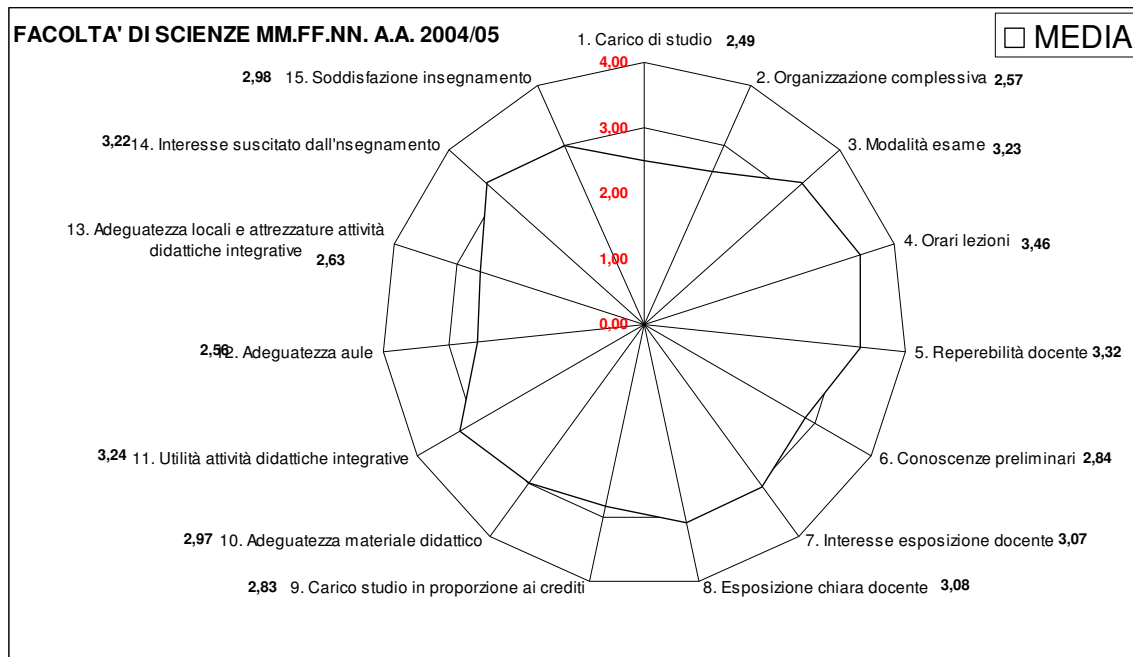 FACOLTA' DI SCIENZE MM.FF.NN. A.A. 2004/05
MEDIA
1. Carico di studio 2,49
2. Organizzazione complessiva 2,57
3. Modalità esame 3,23
4. Orari lezioni 3,46
5. Reperebilità docente 3,32
6. Conoscenze preliminari 2,84
7. Interesse esposizione docente 3,07
8. Esposizione chiara docente 3,08
2,83 9. Carico studio in proporzione ai crediti
2,97 10. Adeguatezza materiale didattico
3,24 11. Utilità attività didattiche integrative
2,56 12. Adeguatezza aule
13. Adeguatezza locali e attrezzature attività
didattiche integrative 2,63
3,22 14. Interesse suscitato dall'nsegnamento
2,98 15. Soddisfazione insegnamento
4,00
3,00
2,00
1,00
0,00